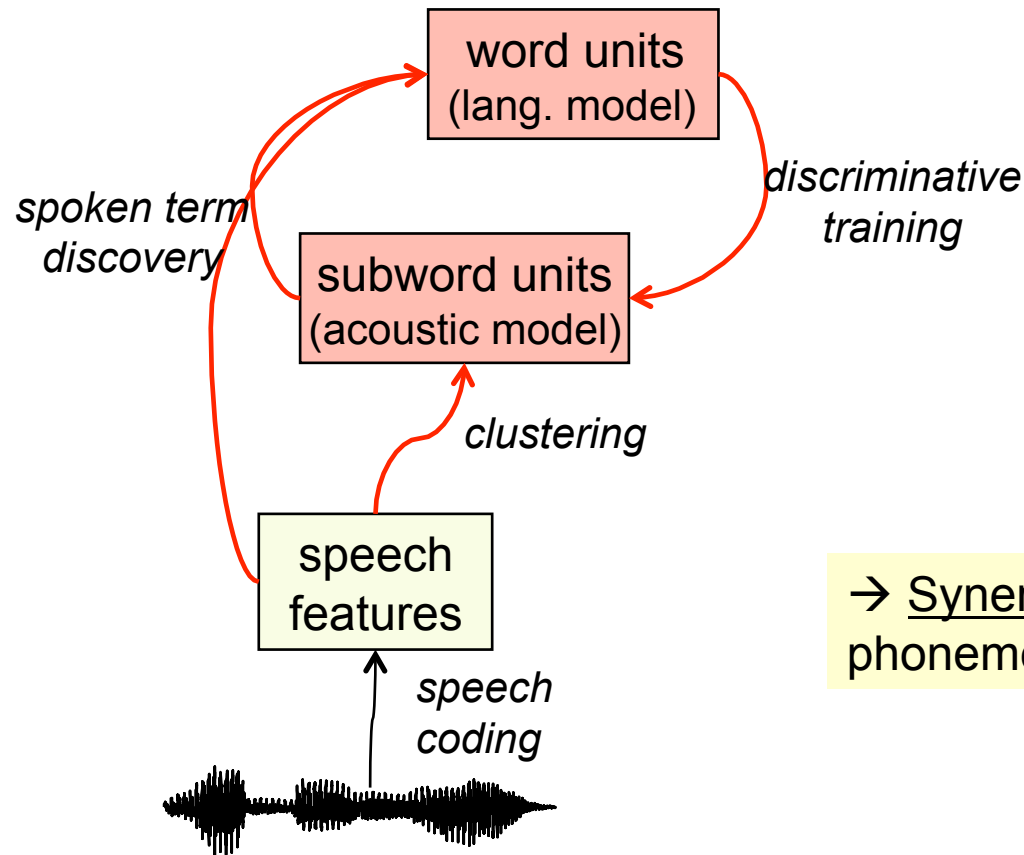 word units
(lang. model)
discriminative
training
spoken term
discovery
subword units
(acoustic model)
clustering
speech
features
speech
coding
→